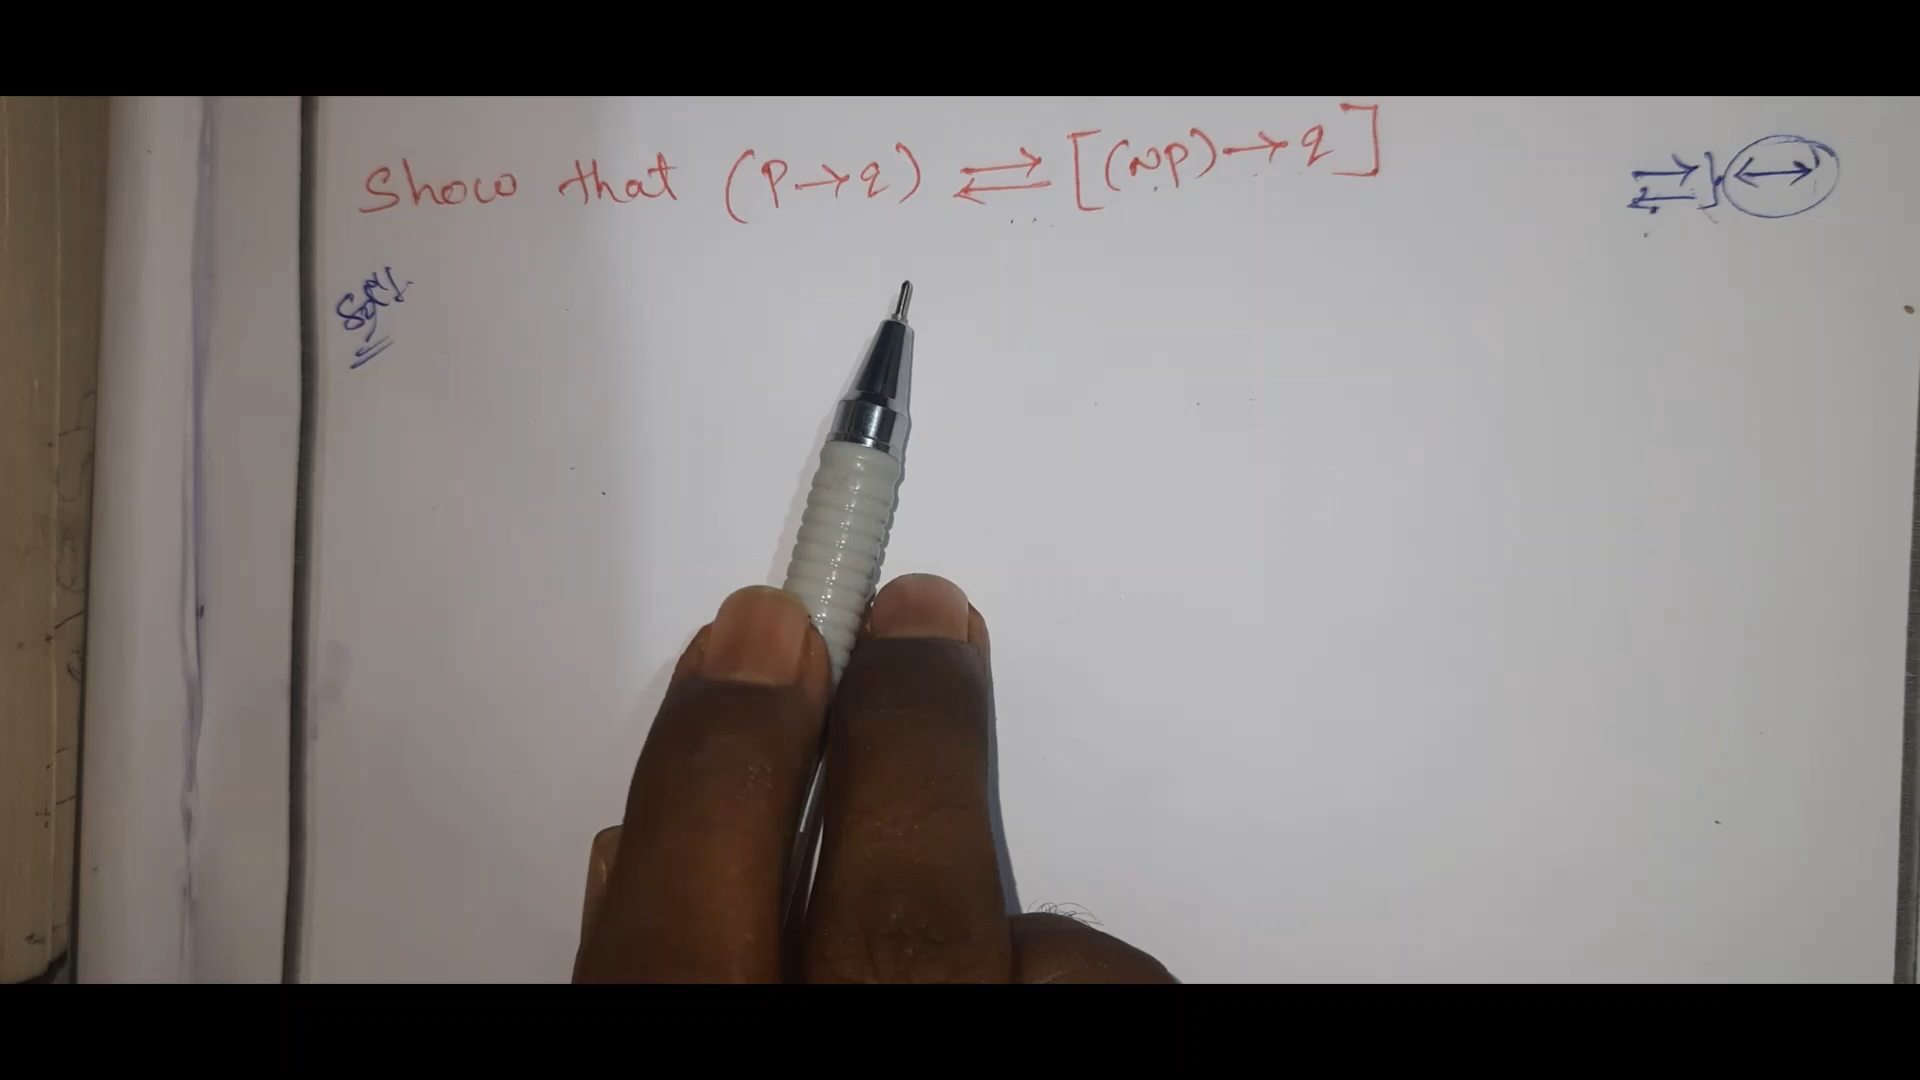 Show that (P→q) ⇄ [(~P)→q]
⇄} ↔
Sol